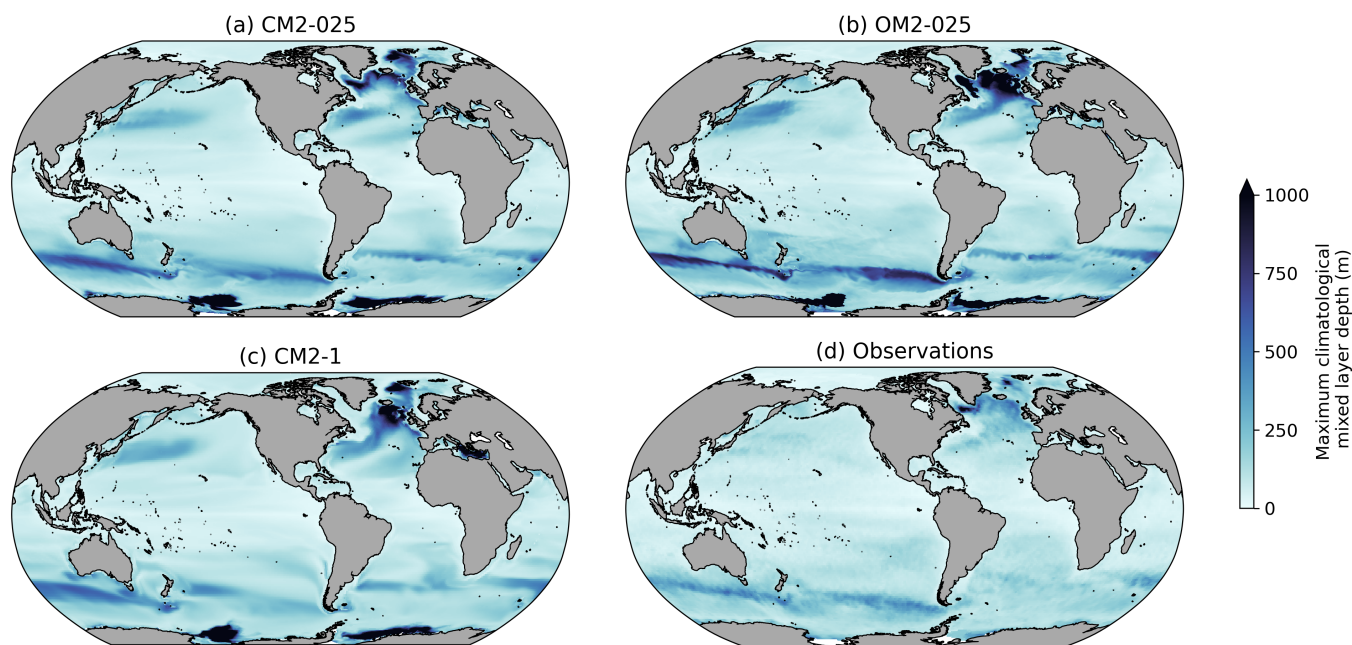 (a) CM2-025
(b) OM2-025
(c) CM2-1
(d) Observations
1000
750
500
250
0
Maximum climatological
mixed layer depth (m)